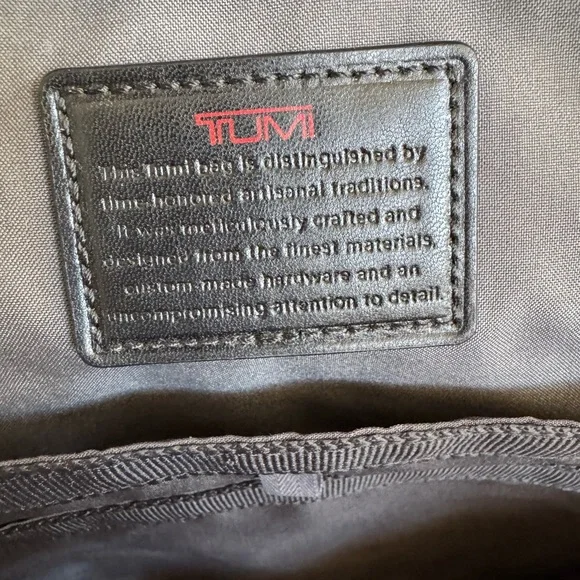 TUMI
This Tumi bag is distinguished by
time-honored artisanal traditions.
It was meticulously crafted and
designed from the finest materials,
custom-made hardware and an
uncompromising attention to detail.